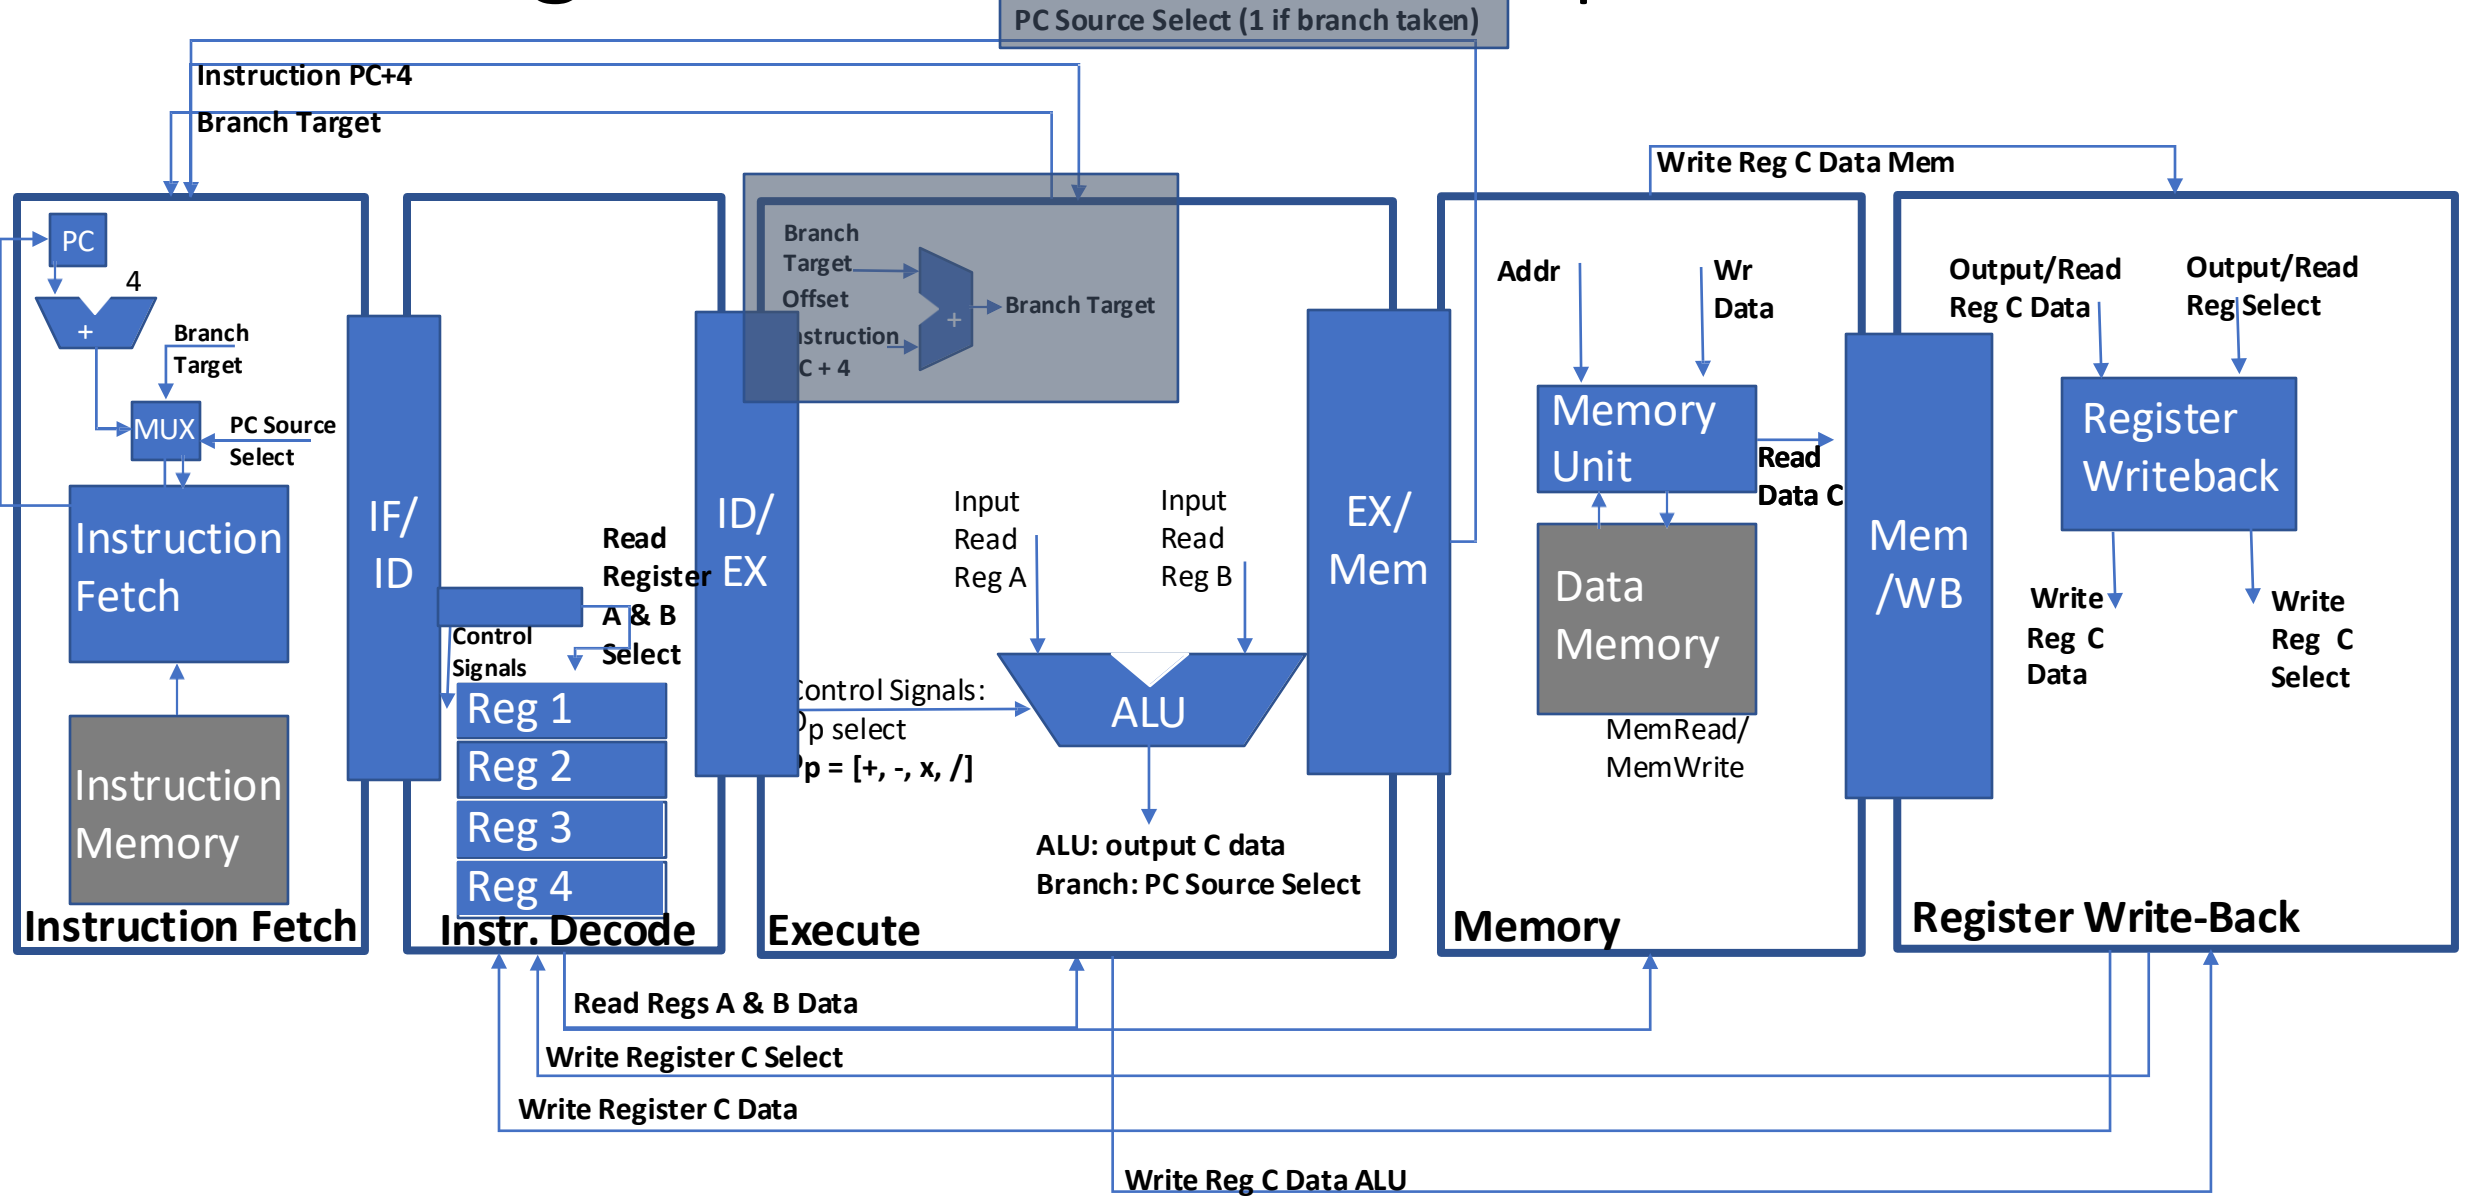 PC Source Select (1 if branch taken)
Instruction PC+4
Branch Target
Write Reg C Data Mem
PC
4
+
Branch
Target
MUX
PC Source
Select
Instruction
Fetch
Instruction
Memory
Instruction Fetch
IF/
ID
Read
Register
A & B
Select
Control
Signals
Reg 1
Reg 2
Reg 3
Reg 4
Instr. Decode
ID/
EX
Branch
Target
Offset
nstruction
C + 4
+
Branch Target
Input
Read
Reg A
Input
Read
Reg B
ontrol Signals:
p select
p = [+, -, x, /]
ALU
ALU: output C data
Branch: PC Source Select
Execute
EX/
Mem
Addr
Wr
Data
Memory
Unit
Read
Data C
Data
Memory
MemRead/
MemWrite
Memory
Mem
/WB
Output/Read
Reg C Data
Output/Read
Reg Select
Register
Writeback
Write
Reg C
Data
Write
Reg C
Select
Register Write-Back
Read Regs A & B Data
Write Register C Select
Write Register C Data
Write Reg C Data ALU